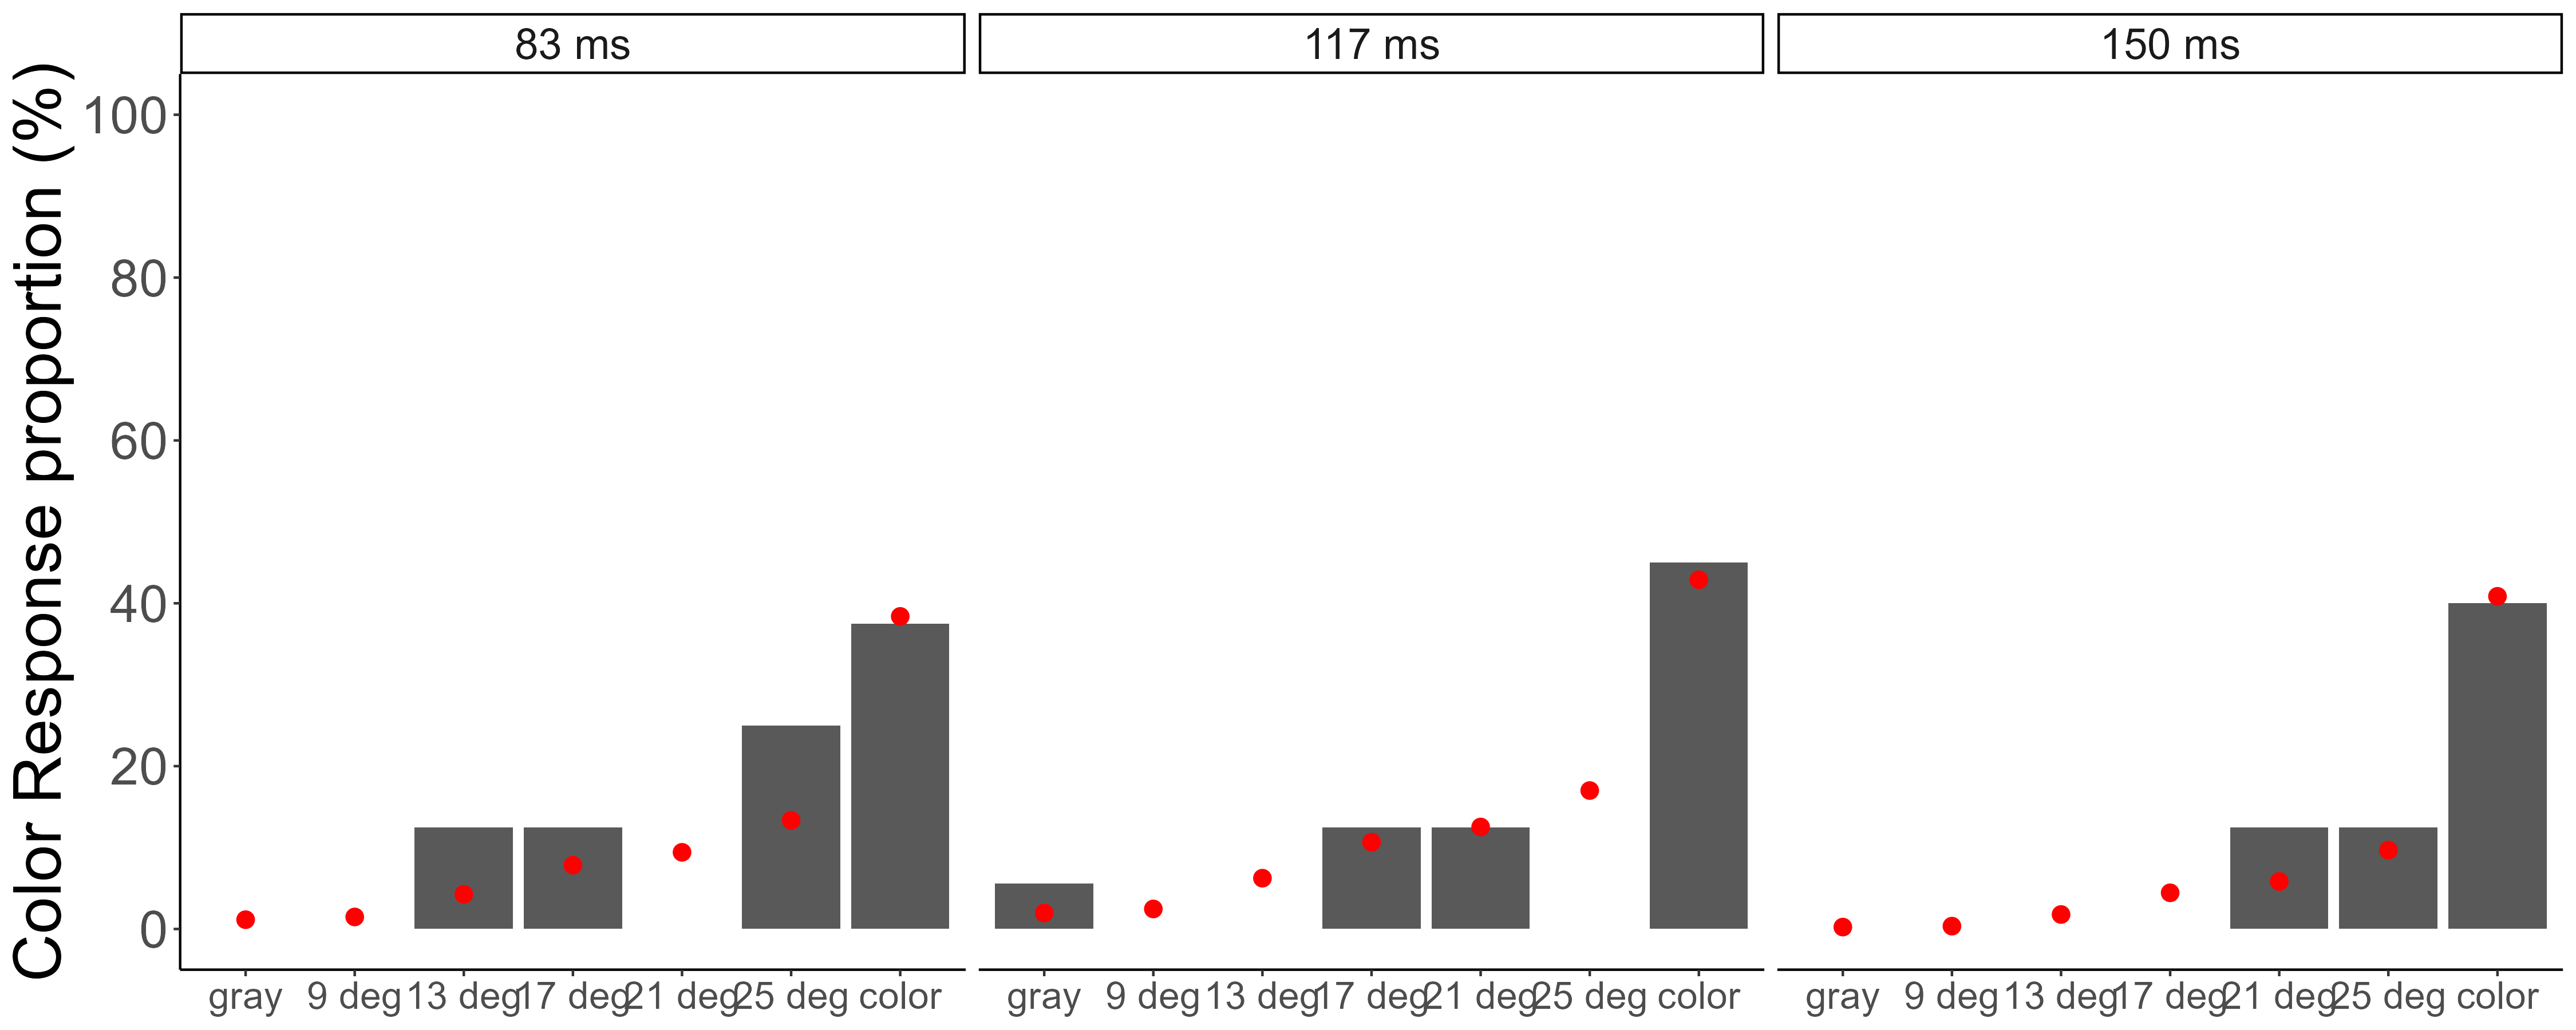 83 ms
117 ms
150 ms
Color Response proportion (%)
100
80
60
40
20
0
gray 9 deg 13 deg 17 deg 21 deg 25 deg color
gray 9 deg 13 deg 17 deg 21 deg 25 deg color
gray 9 deg 13 deg 17 deg 21 deg 25 deg color